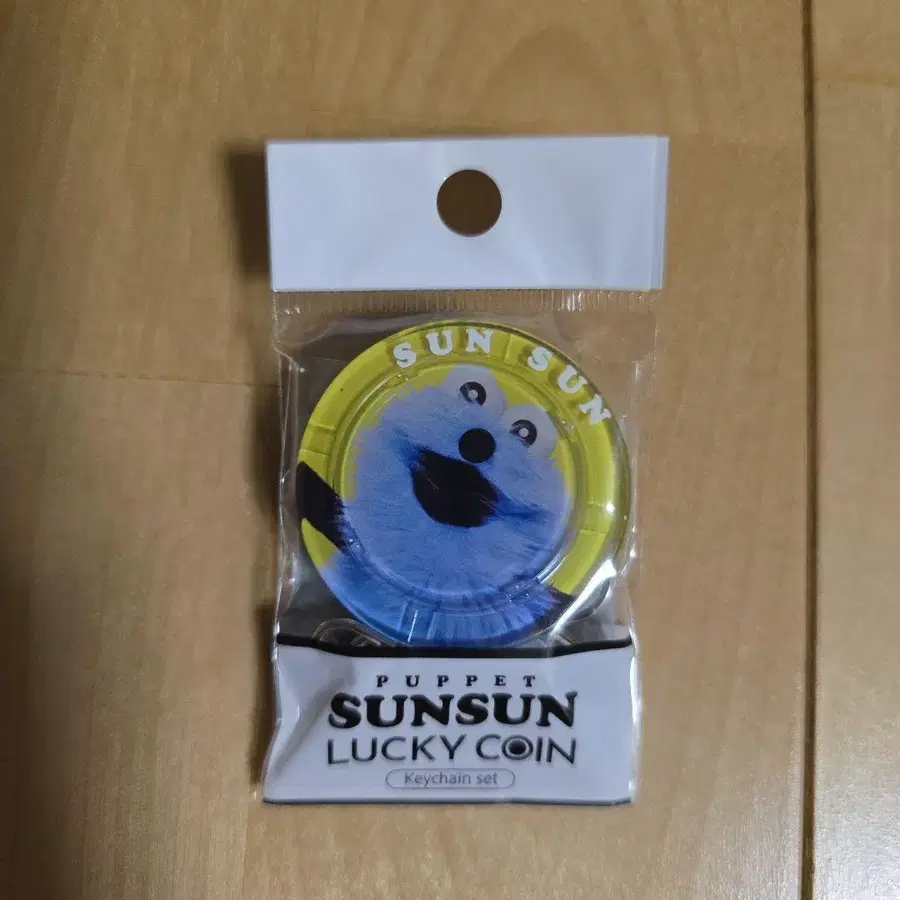 SUN SUN
PUPPET
SUNSUN
LUCKY COIN
Keychain set